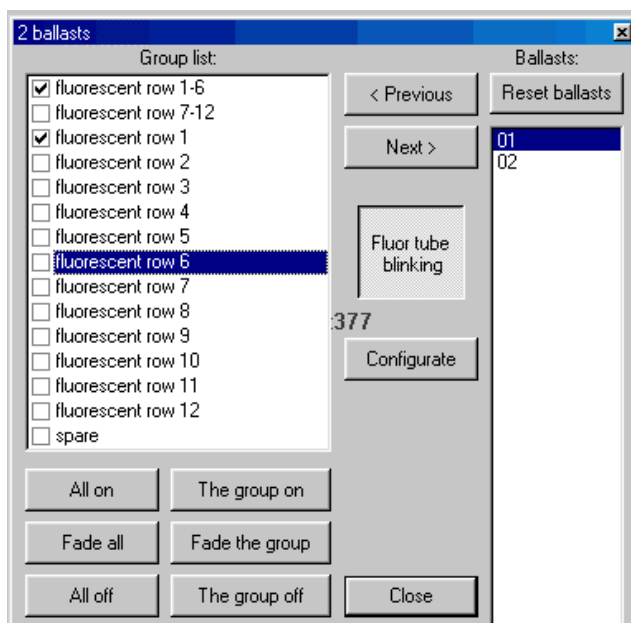 2 ballasts
Group list:
fluorescent row 1-6
fluorescent row 7-12
fluorescent row 1
fluorescent row 2
fluorescent row 3
fluorescent row 4
fluorescent row 5
fluorescent row 6
fluorescent row 7
fluorescent row 8
fluorescent row 9
fluorescent row 10
fluorescent row 11
fluorescent row 12
spare
All on
The group on
Fade all
Fade the group
All off
The group off
< Previous
Next >
Fluor tube
blinking
:377
Configurate
Close
Ballasts:
Reset ballasts
01
02